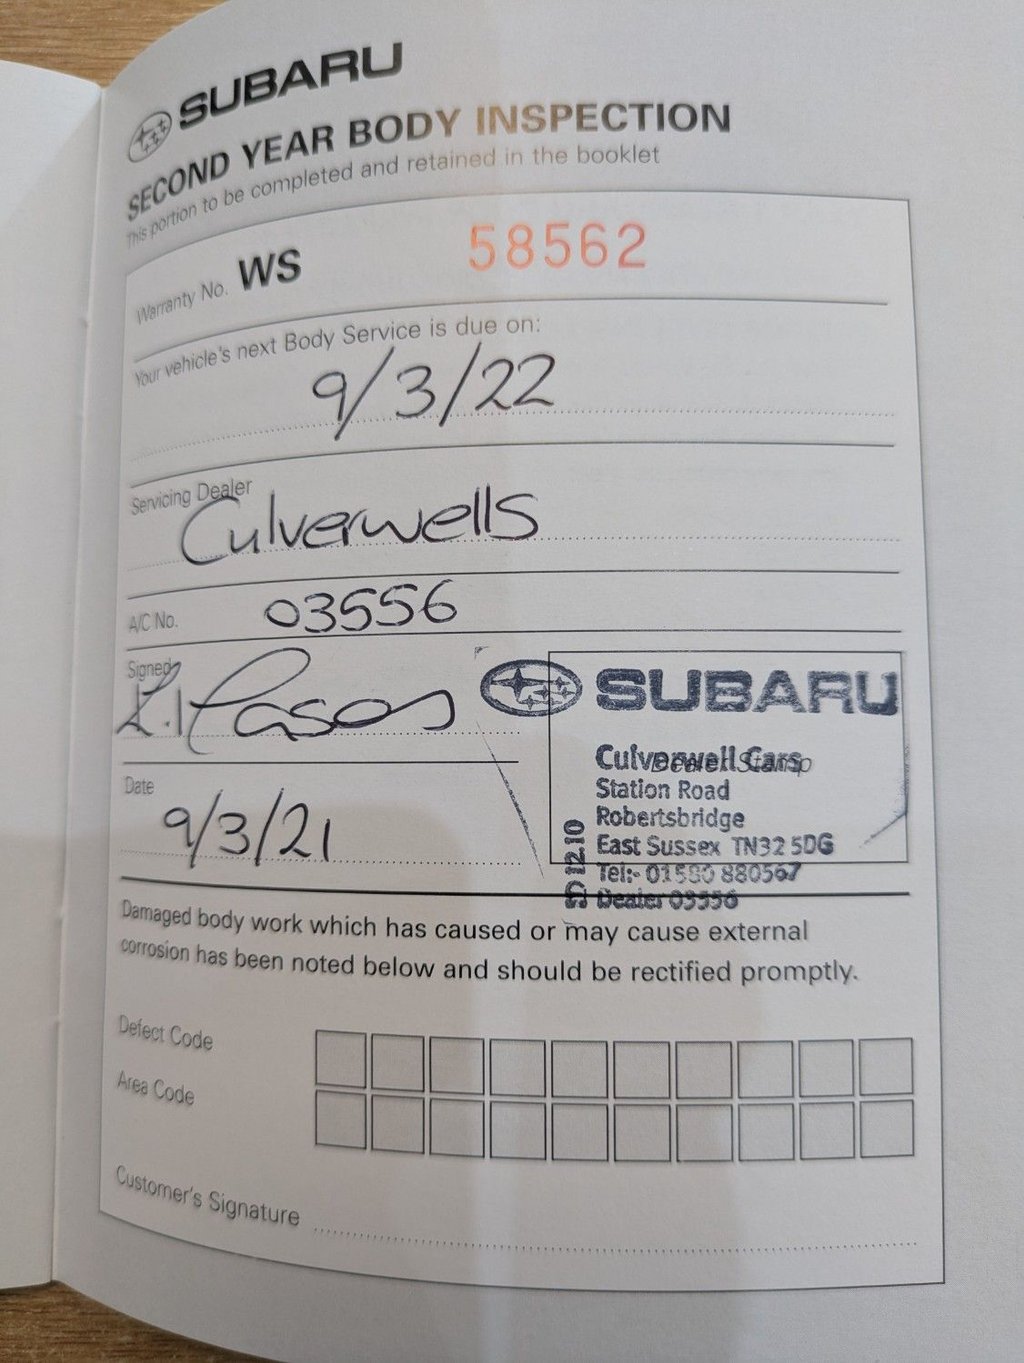 SUBARU
SECOND YEAR BODY INSPECTION
This portion to be completed and retained in the booklet
Warranty No. WS 58562
Your vehicle's next Body Service is due on:
9/3/22
Servicing Dealer
Culverwells
A/C No. 03556
Signed
SUBARU
Dealer Stamp
Culverwell Cars
Station Road
Robertsbridge
East Sussex TN32 5DG
Tel:- 01580 880567
Dealer 03556
12.10
Date
9/3/21
Damaged body work which has caused or may cause external
corrosion has been noted below and should be rectified promptly.
Defect Code
Area Code
Customer's Signature